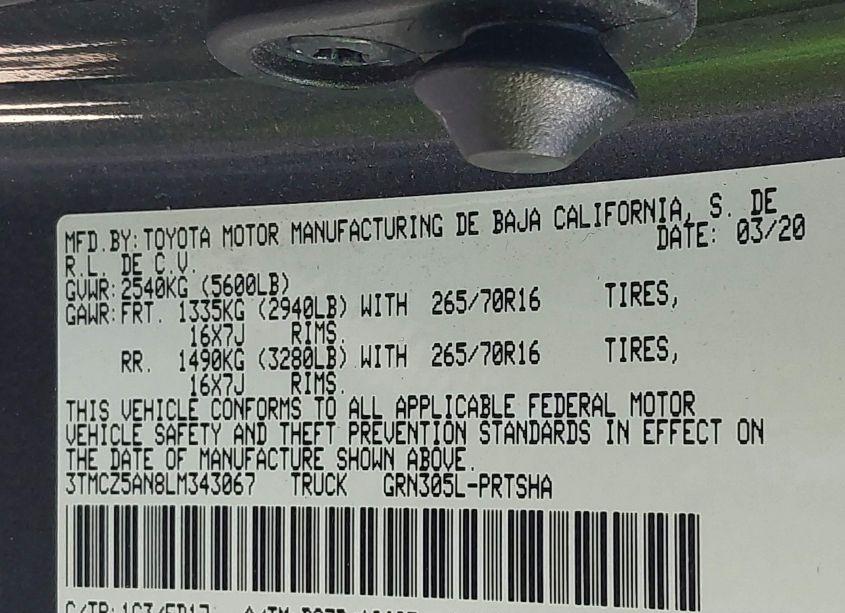 MFD.BY:TOYOTA MOTOR MANUFACTURING DE BAJA CALIFORNIA, S. DE
R.L. DE C.V. DATE: 03/20
GVWR:2540KG (5600LB)
GAWR:FRT. 1335KG (2940LB) WITH 265/70R16 TIRES,
16X7J RIMS.
RR. 1490KG (3280LB) WITH 265/70R16 TIRES,
16X7J RIMS.
THIS VEHICLE CONFORMS TO ALL APPLICABLE FEDERAL MOTOR
VEHICLE SAFETY AND THEFT PREVENTION STANDARDS IN EFFECT ON
THE DATE OF MANUFACTURE SHOWN ABOVE.
3TMCZ5AN8LM343067 TRUCK GRN305L-PRTSHA